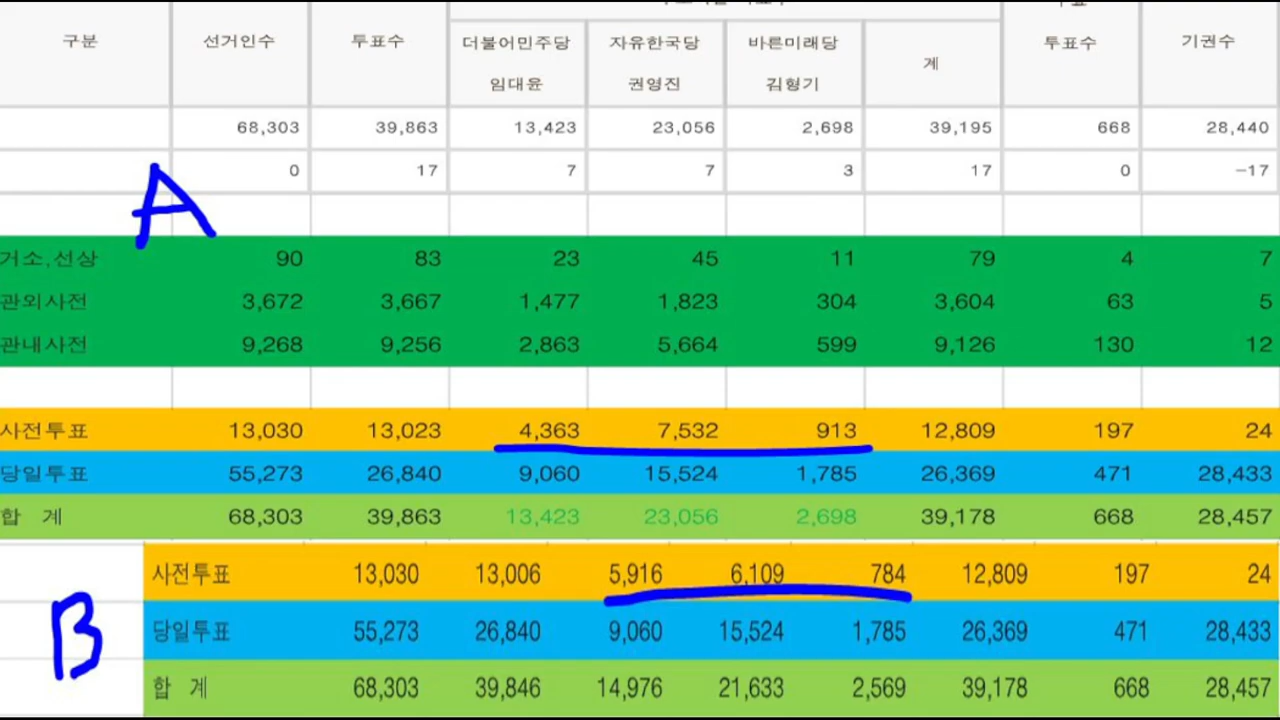 구분 선거인수 투표수 더불어민주당 자유한국당 바른미래당 계 투표수 기권수
임대윤 권영진 김형기
68,303 39,863 13,423 23,056 2,698 39,195 668 28,440
0 17 7 7 3 17 0 -17
A
거소,선상 90 83 23 45 11 79 4 7
관외사전 3,672 3,667 1,477 1,823 304 3,604 63 5
관내사전 9,268 9,256 2,863 5,664 599 9,126 130 12
사전투표 13,030 13,023 4,363 7,532 913 12,809 197 24
당일투표 55,273 26,840 9,060 15,524 1,785 26,369 471 28,433
합 계 68,303 39,863 13,423 23,056 2,698 39,178 668 28,457
B
사전투표 13,030 13,006 5,916 6,109 784 12,809 197 24
당일투표 55,273 26,840 9,060 15,524 1,785 26,369 471 28,433
합 계 68,303 39,846 14,976 21,633 2,569 39,178 668 28,457